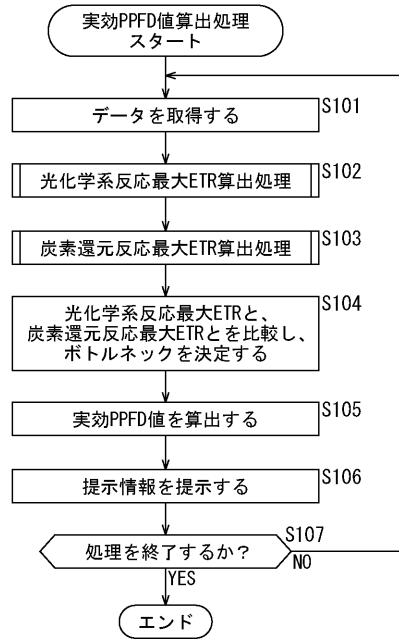 実効PPFD値算出処理
スタート
データを取得する
S101
光化学系反応最大ETR算出処理
S102
炭素還元反応最大ETR算出処理
S103
光化学系反応最大ETRと、
炭素還元反応最大ETRとを比較し、
ボトルネックを決定する
S104
実効PPFD値を算出する
S105
提示情報を提示する
S106
処理を終了するか？
S107
NO
YES
エンド